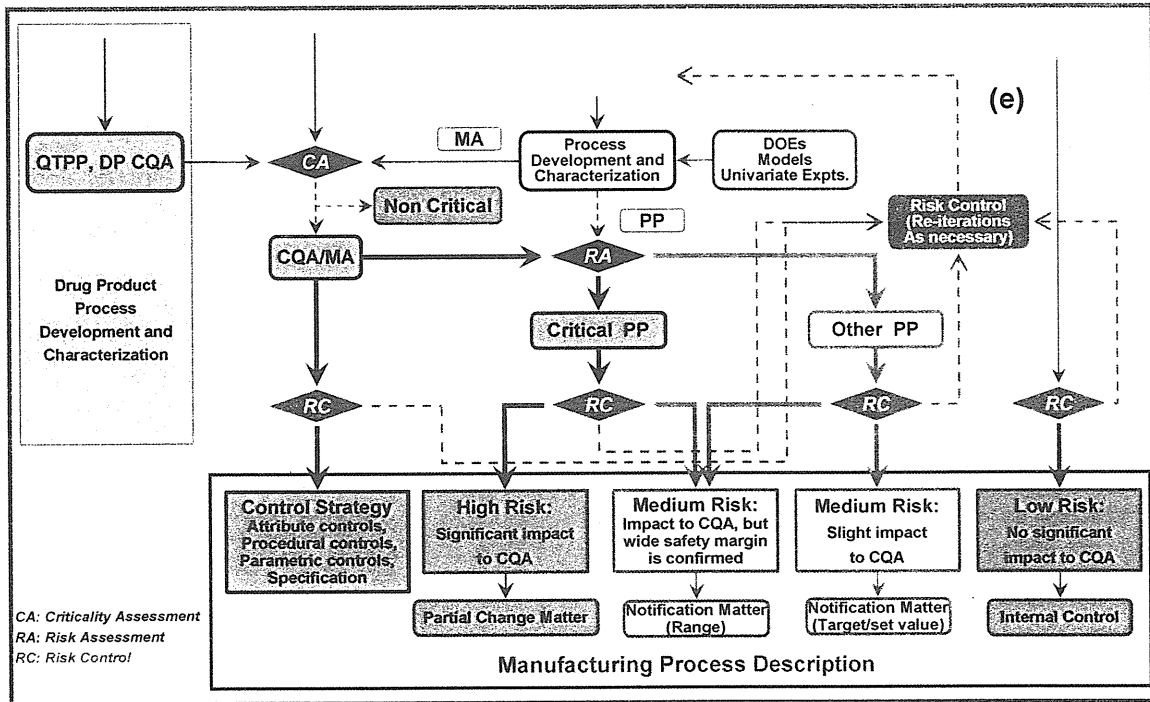 (e)
MA
Process
Development and
Characterization
DOEs
Models
Univariate Expts.
QTPP, DP CQA
CA
Non Critical
PP
Risk Control
(Re-iterations
As necessary)
CQA/MA
RA
Drug Product
Process
Development and
Characterization
Critical PP
Other PP
RC
RC
RC
RC
Control Strategy
Attribute controls,
Procedural controls,
Parametric controls,
Specification
High Risk:
Significant impact
to CQA
Medium Risk:
Impact to CQA, but
wide safety margin
is confirmed
Medium Risk:
Slight impact
to CQA
Low Risk:
No significant
impact to CQA
Partial Change Matter
Notification Matter
(Range)
Notification Matter
(Target/set value)
Internal Control
CA: Criticality Assessment
RA: Risk Assessment
RC: Risk Control
Manufacturing Process Description